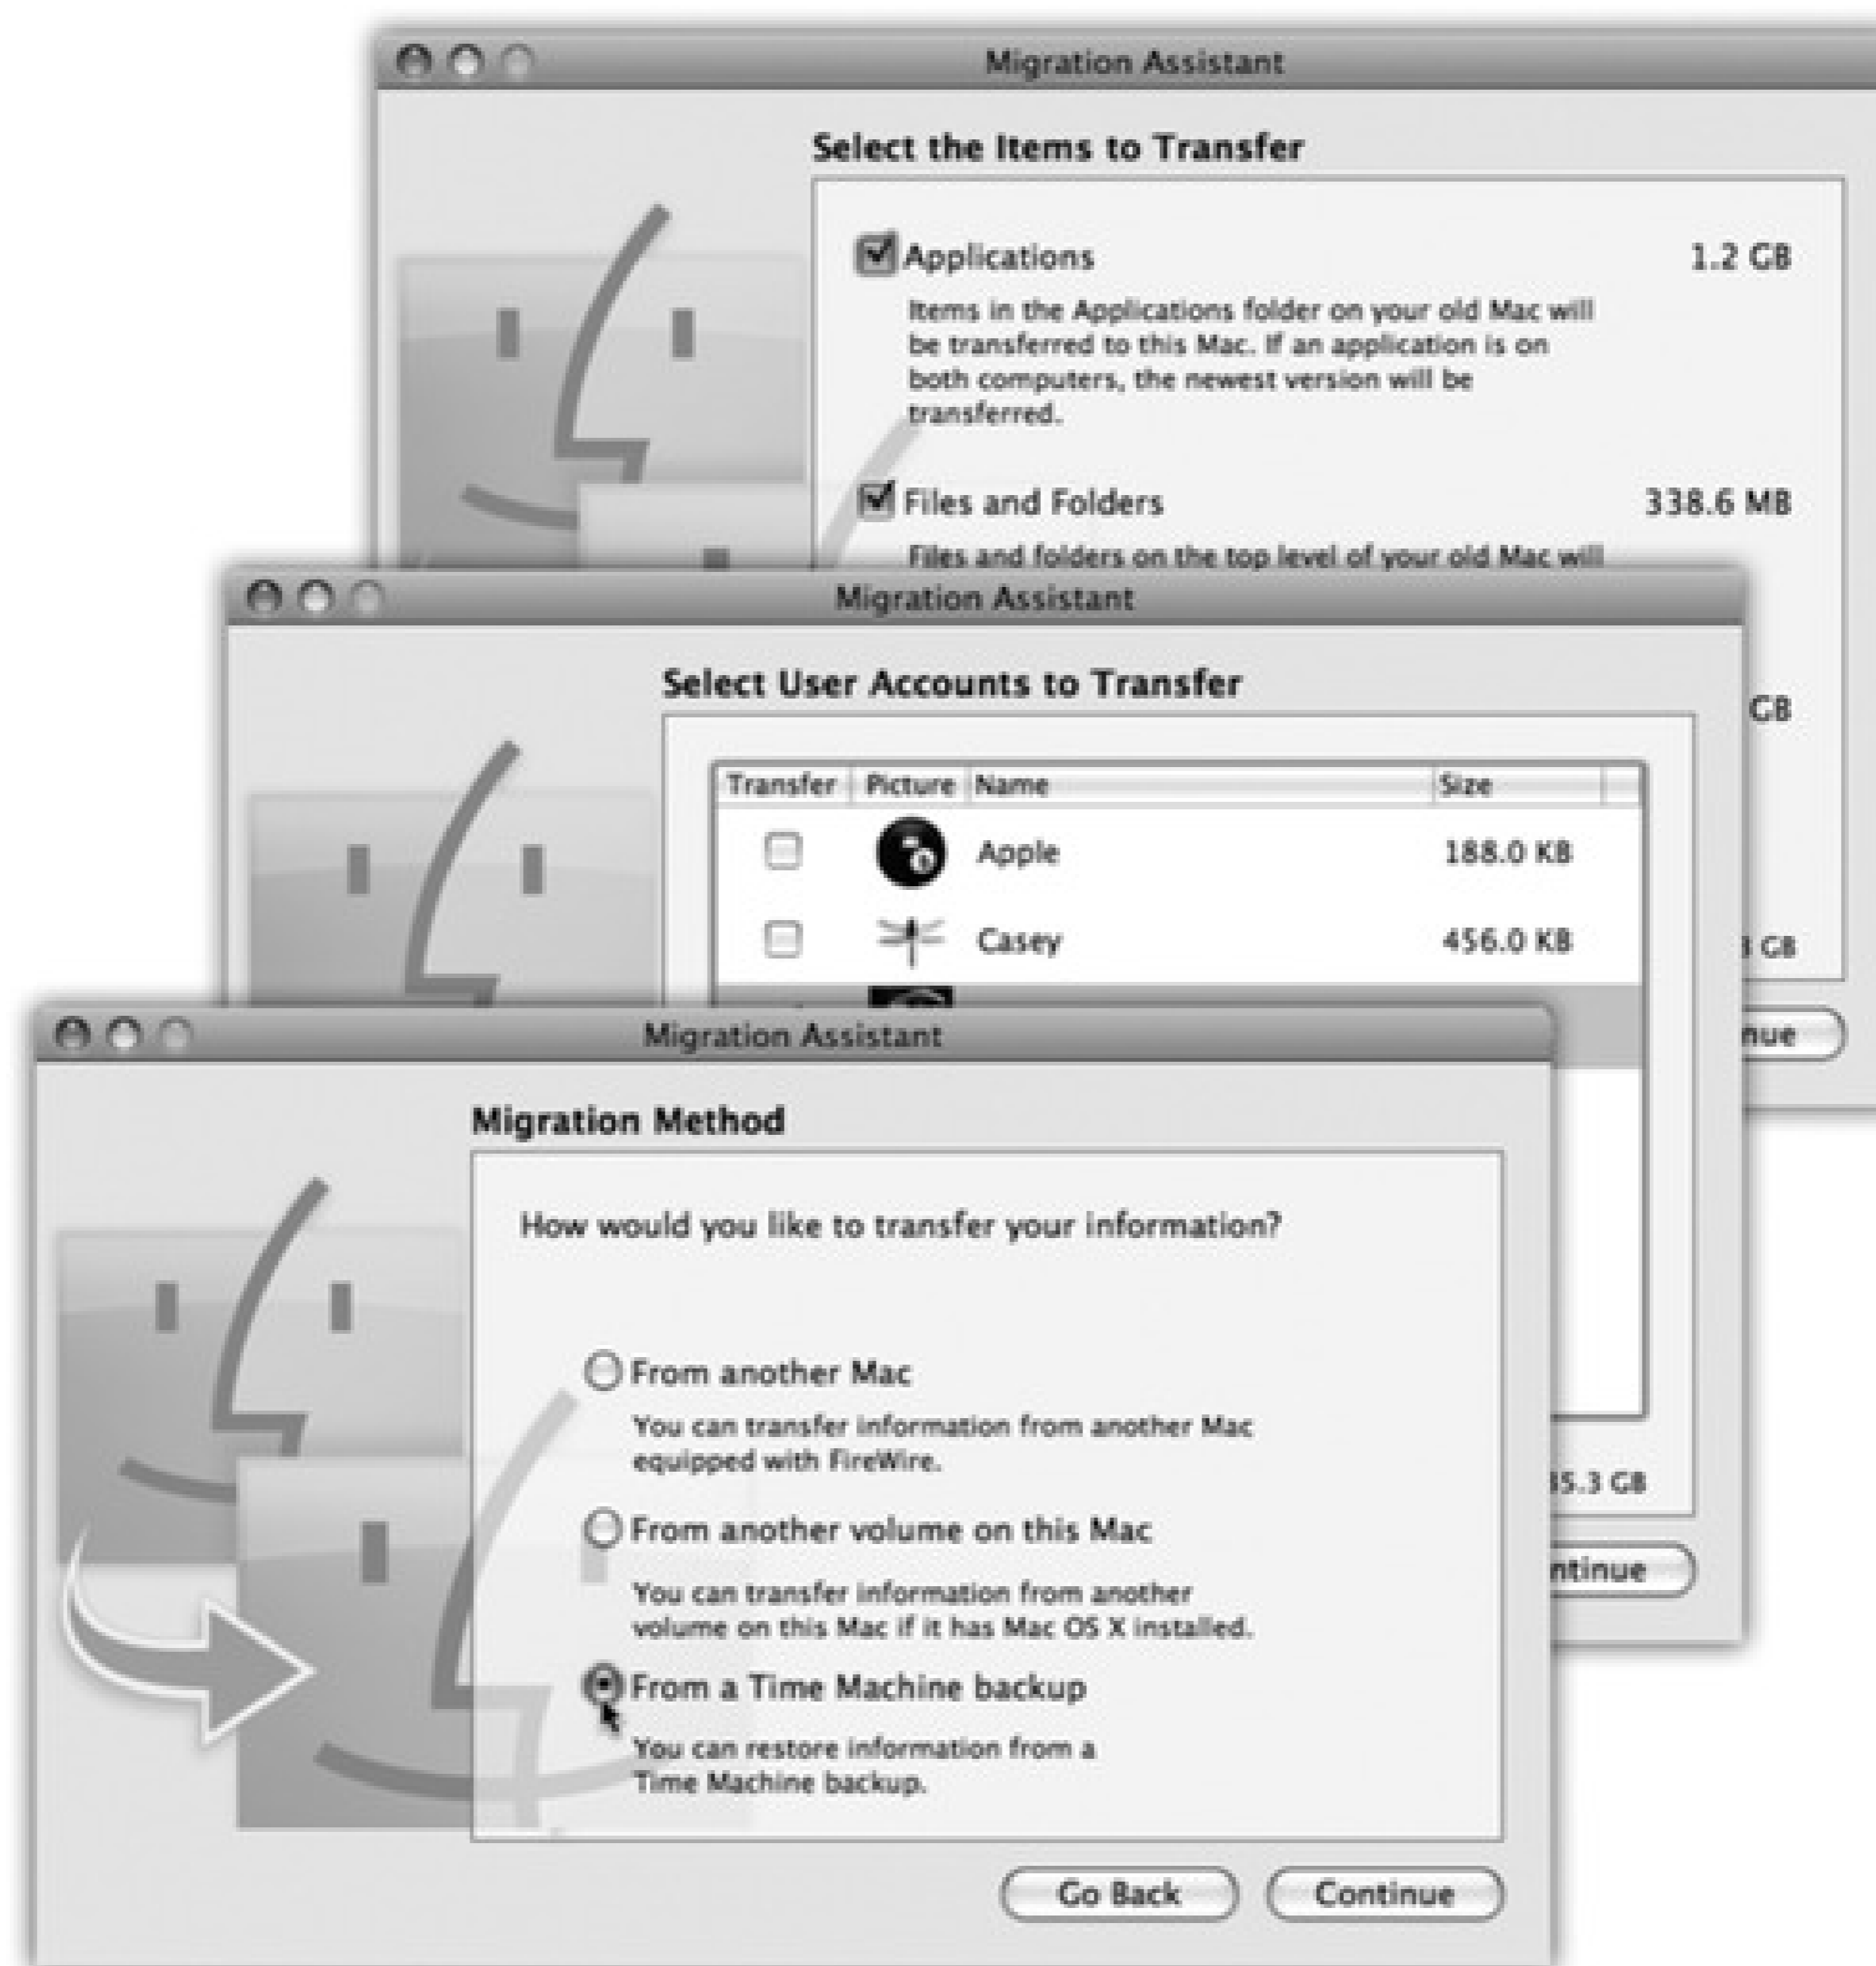 Migration Assistant
Select the Items to Transfer
Applications 1.2 GB
Items in the Applications folder on your old Mac will
be transferred to this Mac. If an application is on
both computers, the newest version will be
transferred.
Files and Folders 338.6 MB
Files and folders on the top level of your old Mac will
GB
GB
Migration Assistant
Select User Accounts to Transfer
Transfer Picture Name Size
Apple 188.0 KB
Casey 456.0 KB
35.3 GB
Migration Assistant
Migration Method
How would you like to transfer your information?
From another Mac
You can transfer information from another Mac
equipped with FireWire.
From another volume on this Mac
You can transfer information from another
volume on this Mac if it has Mac OS X installed.
From a Time Machine backup
You can restore information from a
Time Machine backup.
Go Back Continue